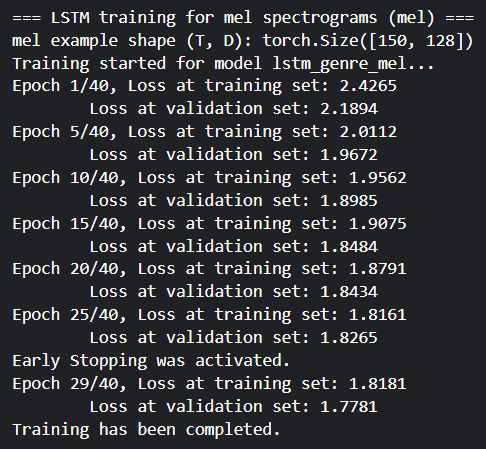 === LSTM training for mel spectrograms (mel) ===
mel example shape (T, D): torch.Size([150, 128])
Training started for model lstm_genre_mel...
Epoch 1/40, Loss at training set: 2.4265
Loss at validation set: 2.1894
Epoch 5/40, Loss at training set: 2.0112
Loss at validation set: 1.9672
Epoch 10/40, Loss at training set: 1.9562
Loss at validation set: 1.8985
Epoch 15/40, Loss at training set: 1.9075
Loss at validation set: 1.8484
Epoch 20/40, Loss at training set: 1.8791
Loss at validation set: 1.8434
Epoch 25/40, Loss at training set: 1.8161
Loss at validation set: 1.8265
Early Stopping was activated.
Epoch 29/40, Loss at training set: 1.8181
Loss at validation set: 1.7781
Training has been completed.